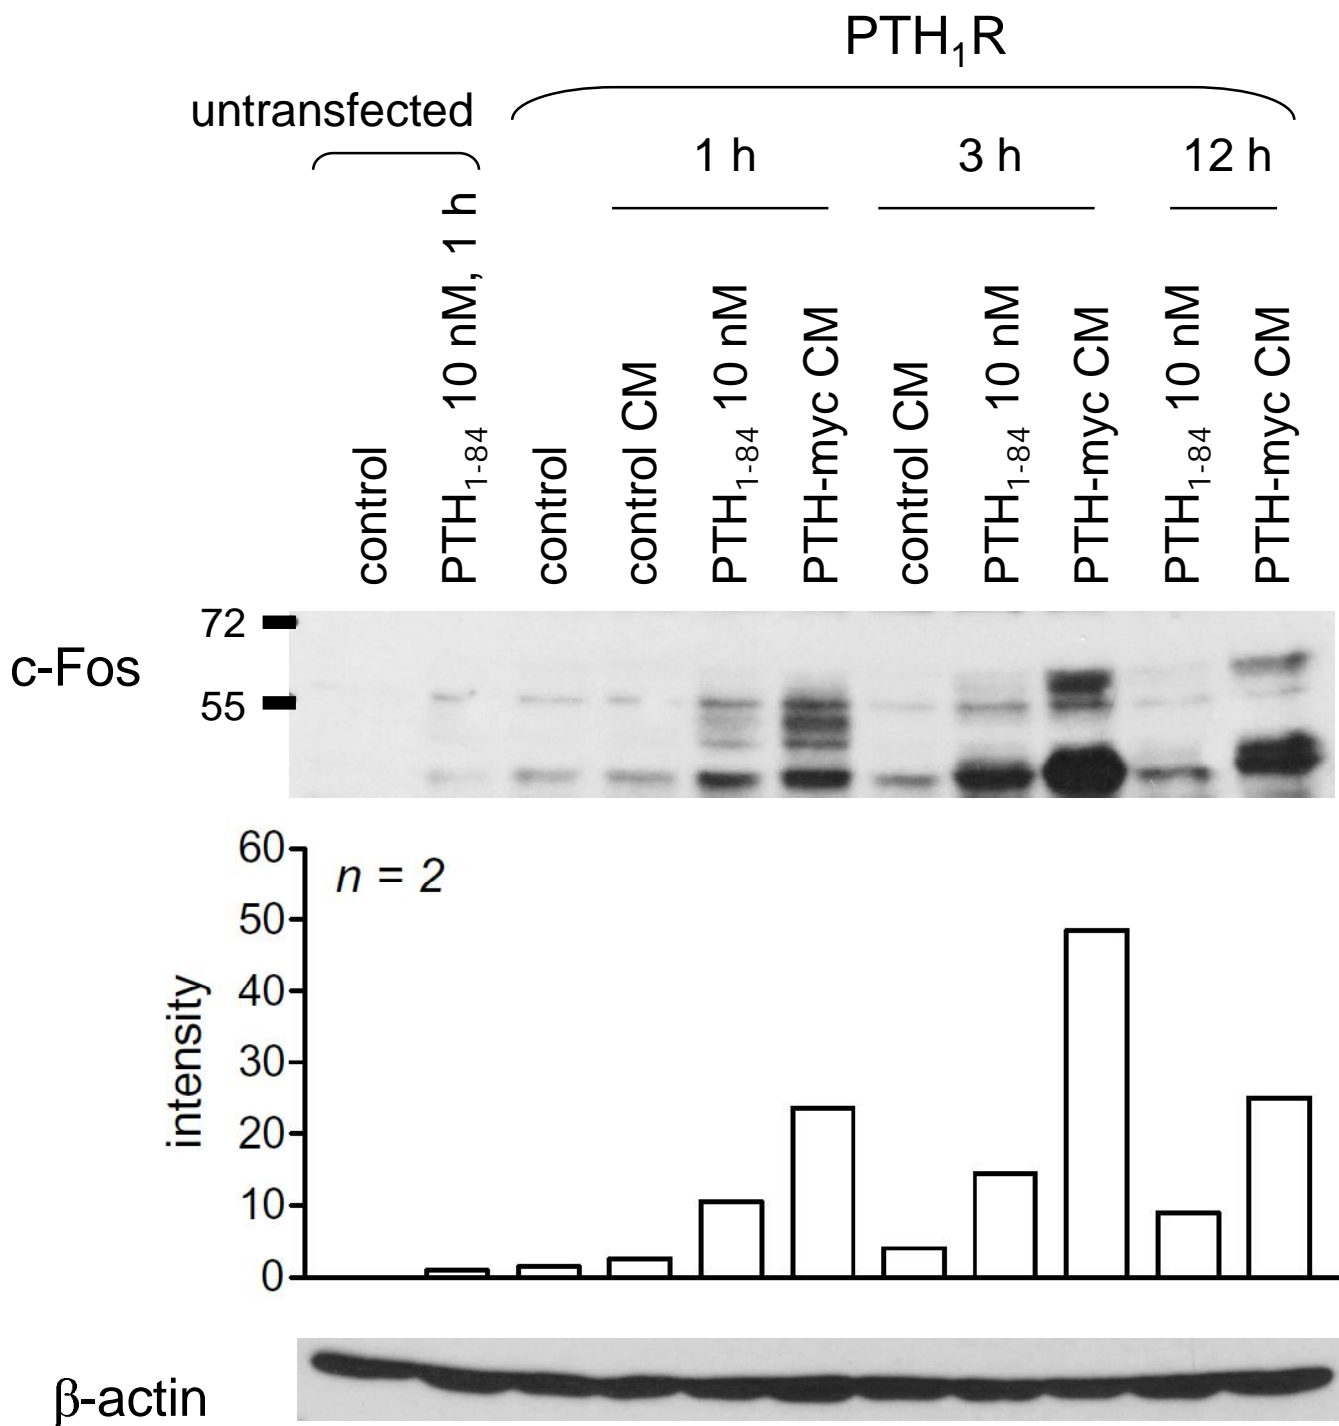 PTH₁R
untransfected
1 h
3 h
12 h
control
PTH₁₋₈₄ 10 nM, 1 h
control
control CM
PTH₁₋₈₄ 10 nM
PTH-myc CM
control CM
PTH₁₋₈₄ 10 nM
PTH-myc CM
PTH₁₋₈₄ 10 nM
PTH-myc CM
c-Fos
72
55
intensity
60
50
40
30
20
10
0
n = 2
β-actin